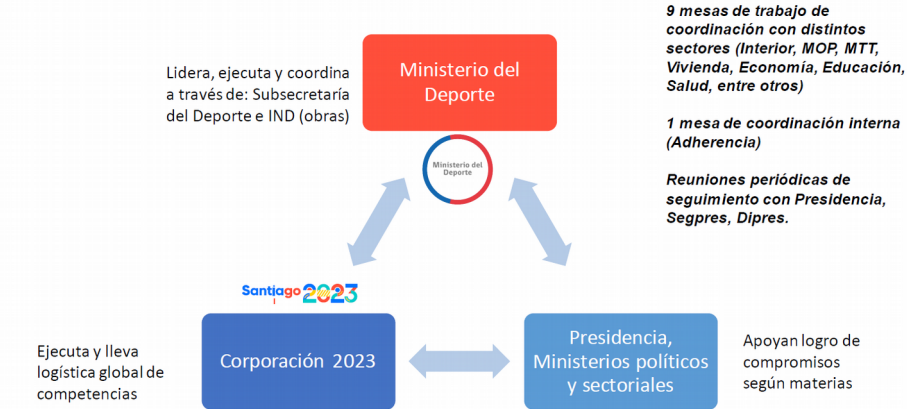 9 mesas de trabajo de
coordinación con distintos
sectores (Interior, MOP, MTT,
Vivienda, Economía, Educación,
Salud, entre otros)
1 mesa de coordinación interna
(Adherencia)
Reuniones periódicas de
seguimiento con Presidencia,
Segpres, Dipres.
Lidera, ejecuta y coordina
a través de: Subsecretaría
del Deporte e IND (obras)
Ministerio del
Deporte
Ministerio del
Deporte
Santiago 2023
Ejecuta y lleva
logística global de
competencias
Corporación 2023
Presidencia,
Ministerios políticos
y sectoriales
Apoyan logro de
compromisos
según materias